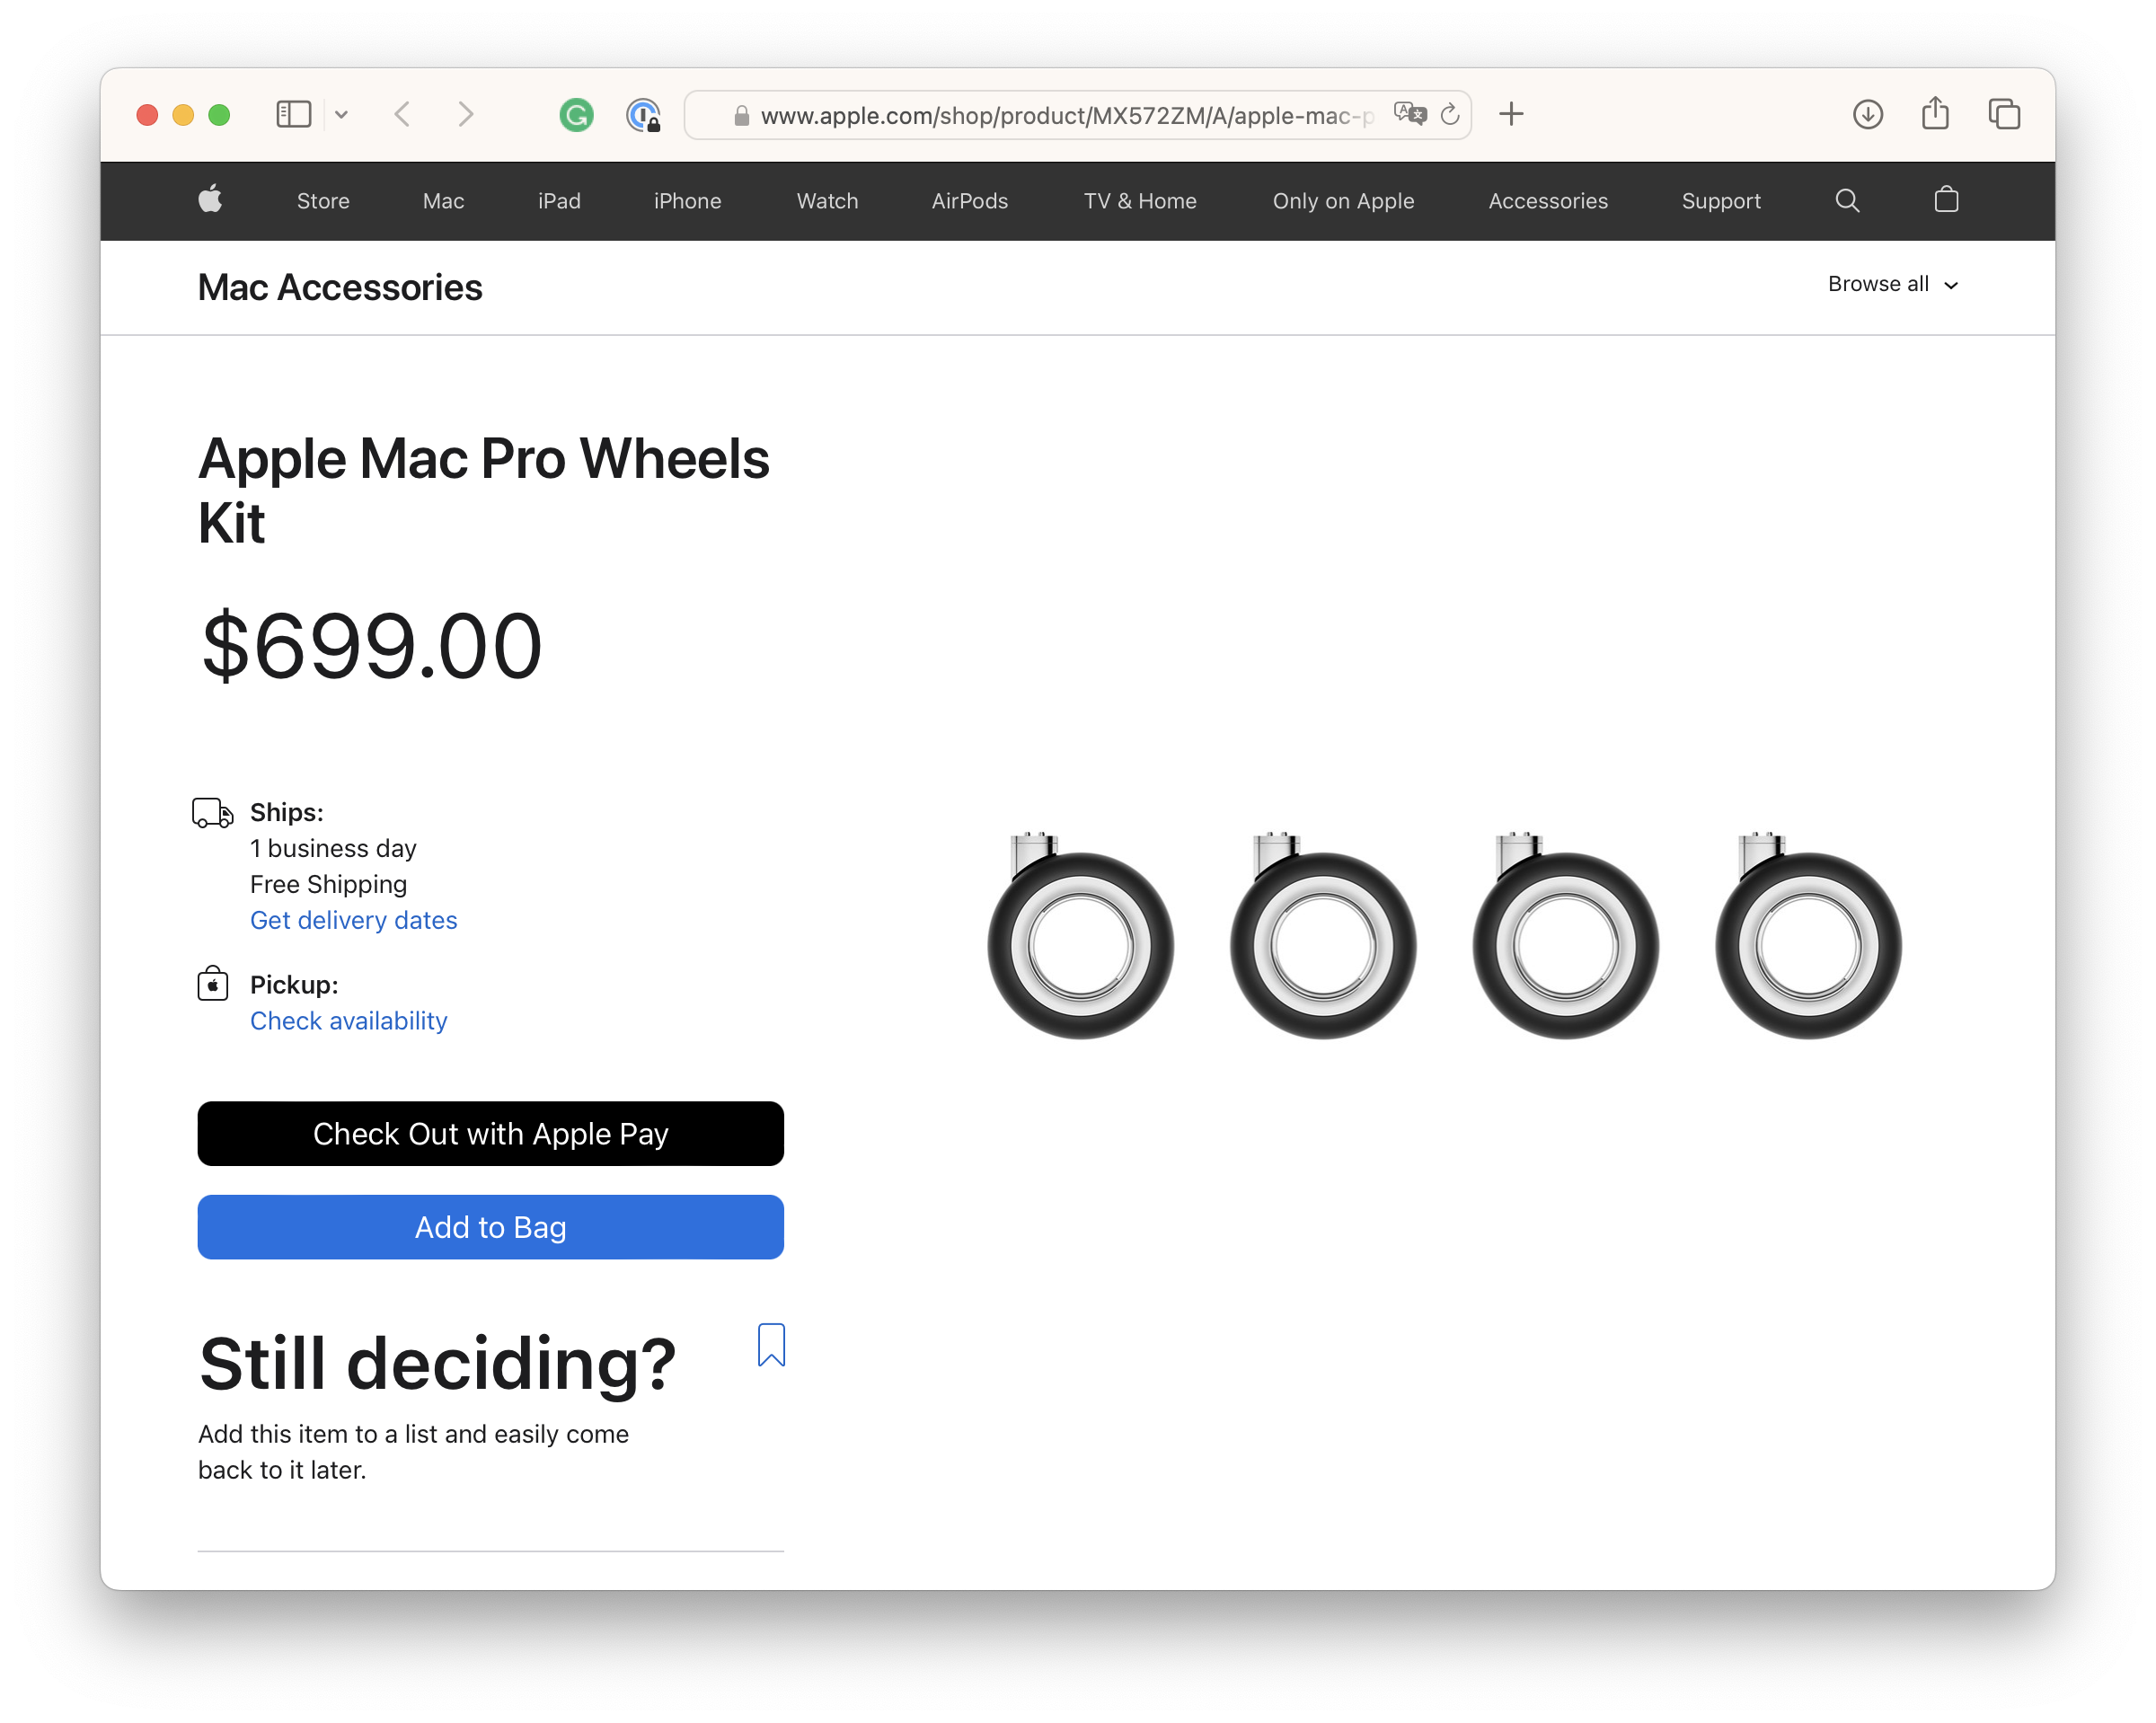 www.apple.com/shop/product/MX572ZM/A/apple-mac-p
Store Mac iPad iPhone Watch AirPods TV & Home Only on Apple Accessories Support
Mac Accessories
Browse all
Apple Mac Pro Wheels
Kit
$699.00
Ships:
1 business day
Free Shipping
Get delivery dates
Pickup:
Check availability
Check Out with Apple Pay
Add to Bag
Still deciding?
Add this item to a list and easily come
back to it later.